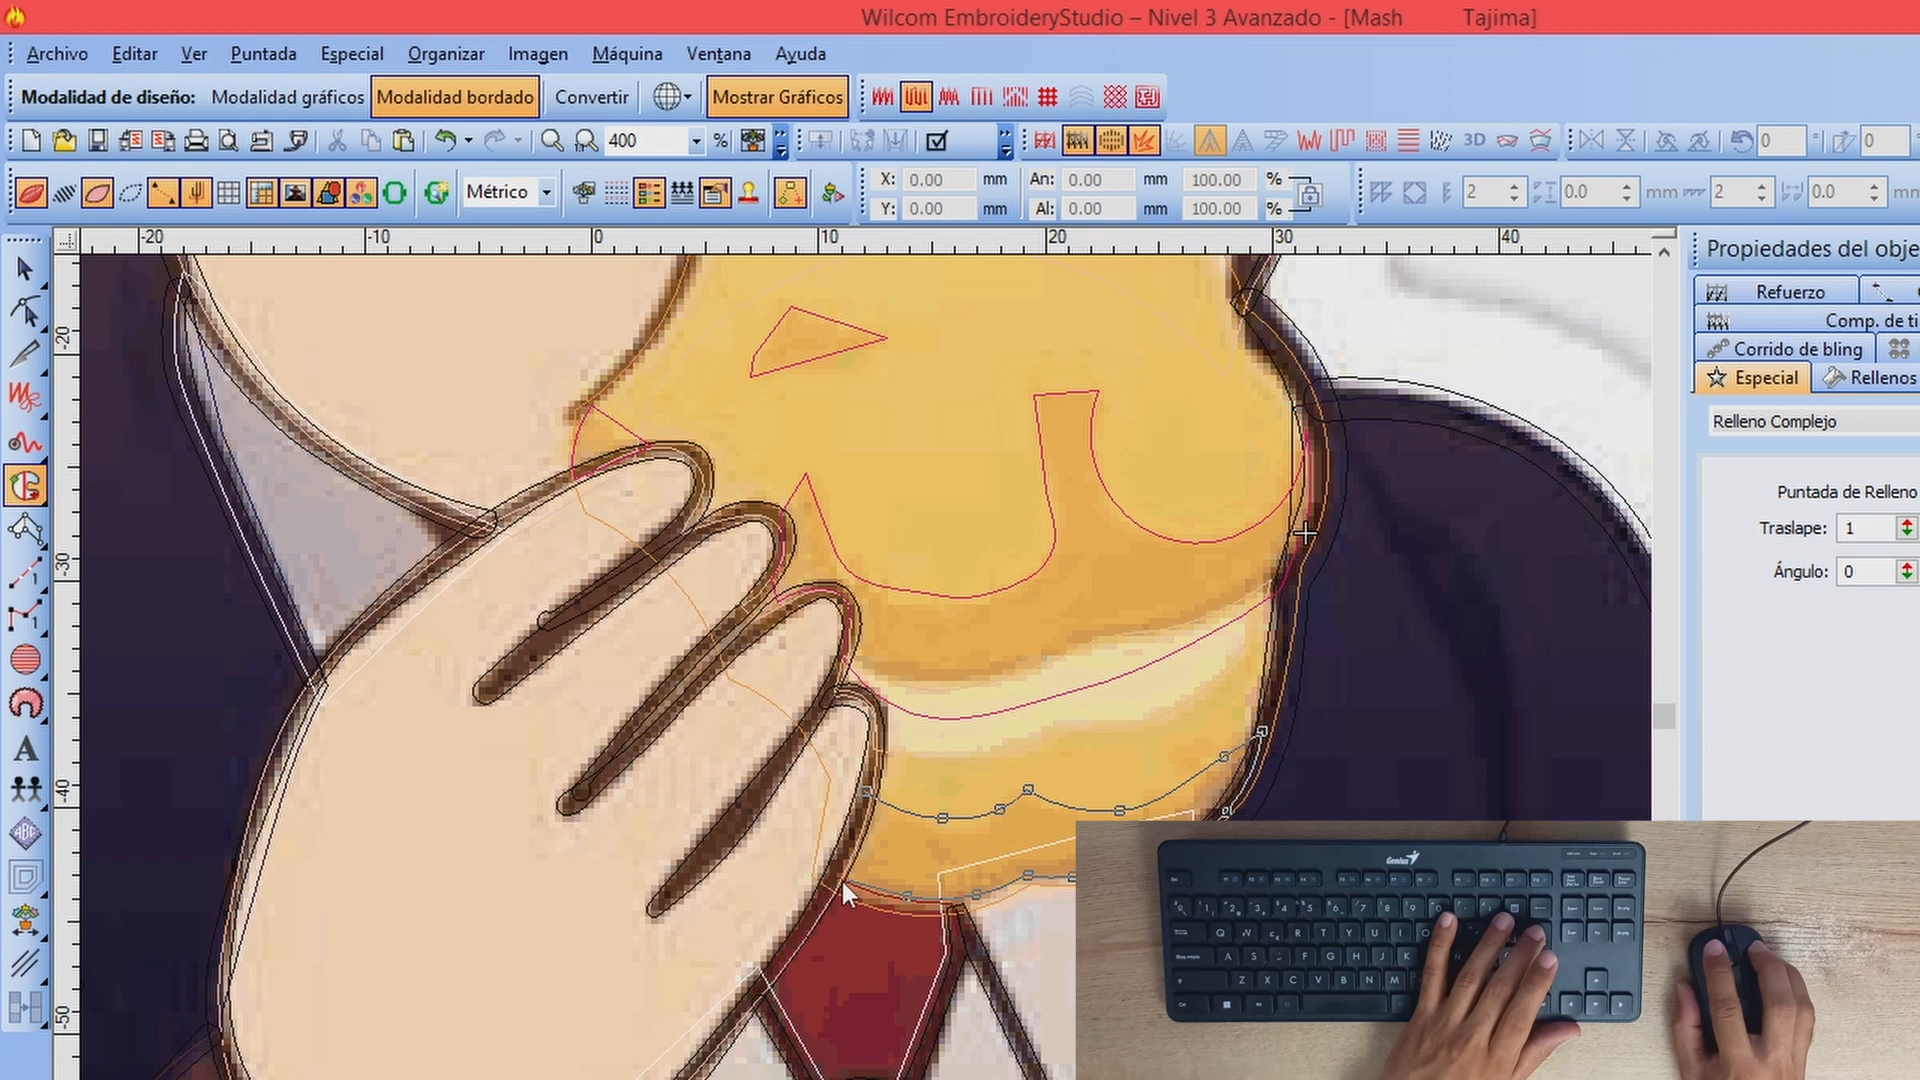 Wilcom EmbroideryStudio – Nivel 3 Avanzado - [Mash Tajima]
Archivo Editar Ver Puntada Especial Organizar Imagen Máquina Ventana Ayuda
Modalidad de diseño: Modalidad gráficos Modalidad bordado Convertir Mostrar Gráficos
400 % 3D 0 ° 0
Métrico X: 0.00 mm An: 0.00 mm 100.00 % 2 0.0 mm 2 0.0 mm
Y: 0.00 mm Al: 0.00 mm 100.00 %
-20 -10 0 10 20 30 40
-20
-30
-40
-50
A
ABC
Propiedades del obje
Refuerzo
Comp. de ti
Corrido de bling
Especial Rellenos
Relleno Complejo
Puntada de Relleno
Traslape: 1
Ángulo: 0
Genius
Q W E R T Y U I O
A S D F G H J K
Z X C V B N M